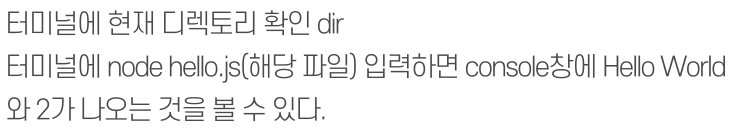 터미널에 현재 디렉토리 확인 dir
터미널에 node hello.js(해당 파일) 입력하면 console창에 Hello World
와 2가 나오는 것을 볼 수 있다.